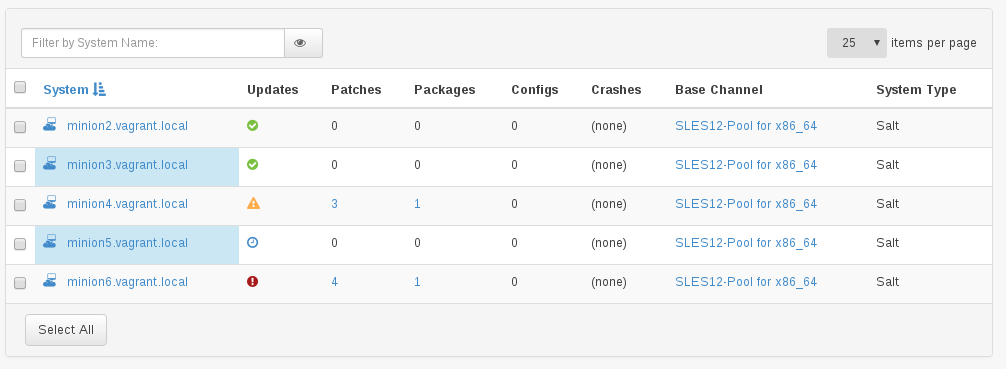 Filter by System Name:
25 items per page
System Updates Patches Packages Configs Crashes Base Channel System Type
minion2.vagrant.local 0 0 0 (none) SLES12-Pool for x86_64 Salt
minion3.vagrant.local 0 0 0 (none) SLES12-Pool for x86_64 Salt
minion4.vagrant.local 3 1 0 (none) SLES12-Pool for x86_64 Salt
minion5.vagrant.local 0 0 0 (none) SLES12-Pool for x86_64 Salt
minion6.vagrant.local 4 1 0 (none) SLES12-Pool for x86_64 Salt
Select All